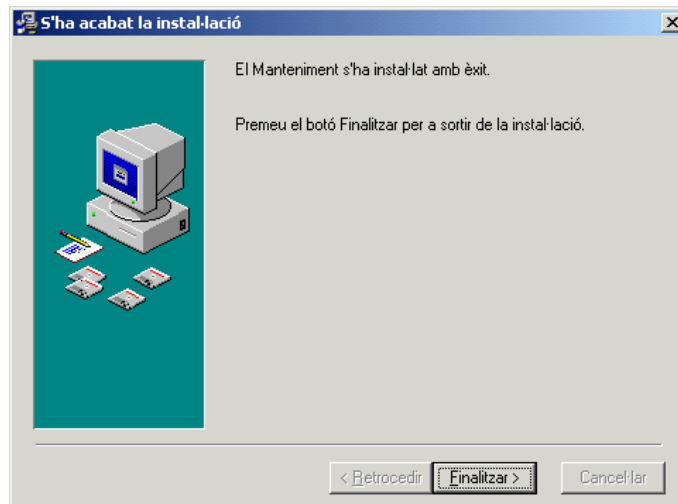 S'ha acabat la instal·lació
El Manteniment s'ha instal·lat amb èxit.
Premeu el botó Finalitzar per a sortir de la instal·lació.
< Retrocedir
Finalitzar >
Cancel·lar